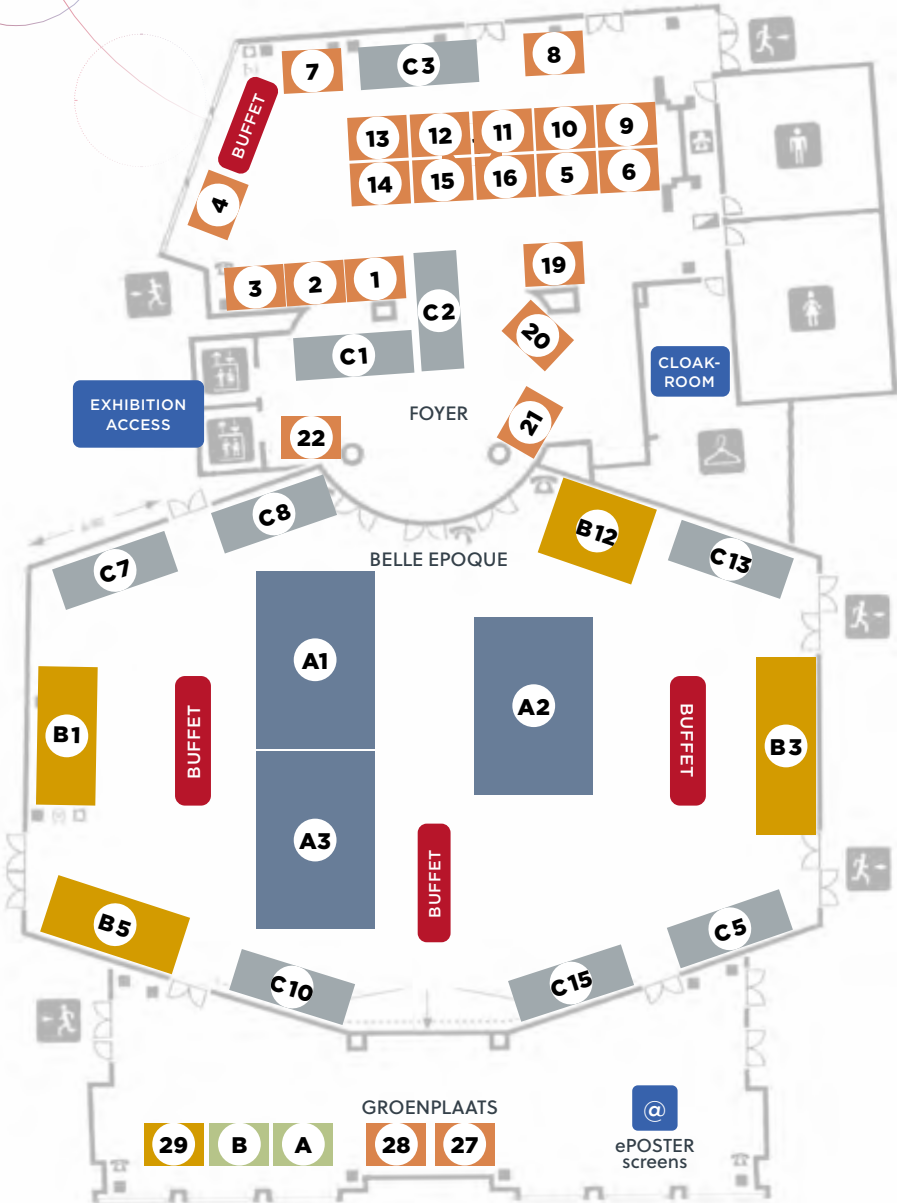 7
C3
8
BUFFET
13
12
11
10
9
14
15
16
5
6
4
19
3
2
1
C2
20
C1
CLOAK-
ROOM
EXHIBITION
ACCESS
FOYER
21
22
C8
B12
C13
C7
BELLE EPOQUE
A1
A2
B1
BUFFET
BUFFET
B3
A3
BUFFET
B5
C5
C10
C15
GROENPLAATS
@
ePOSTER
screens
29
B
A
28
27